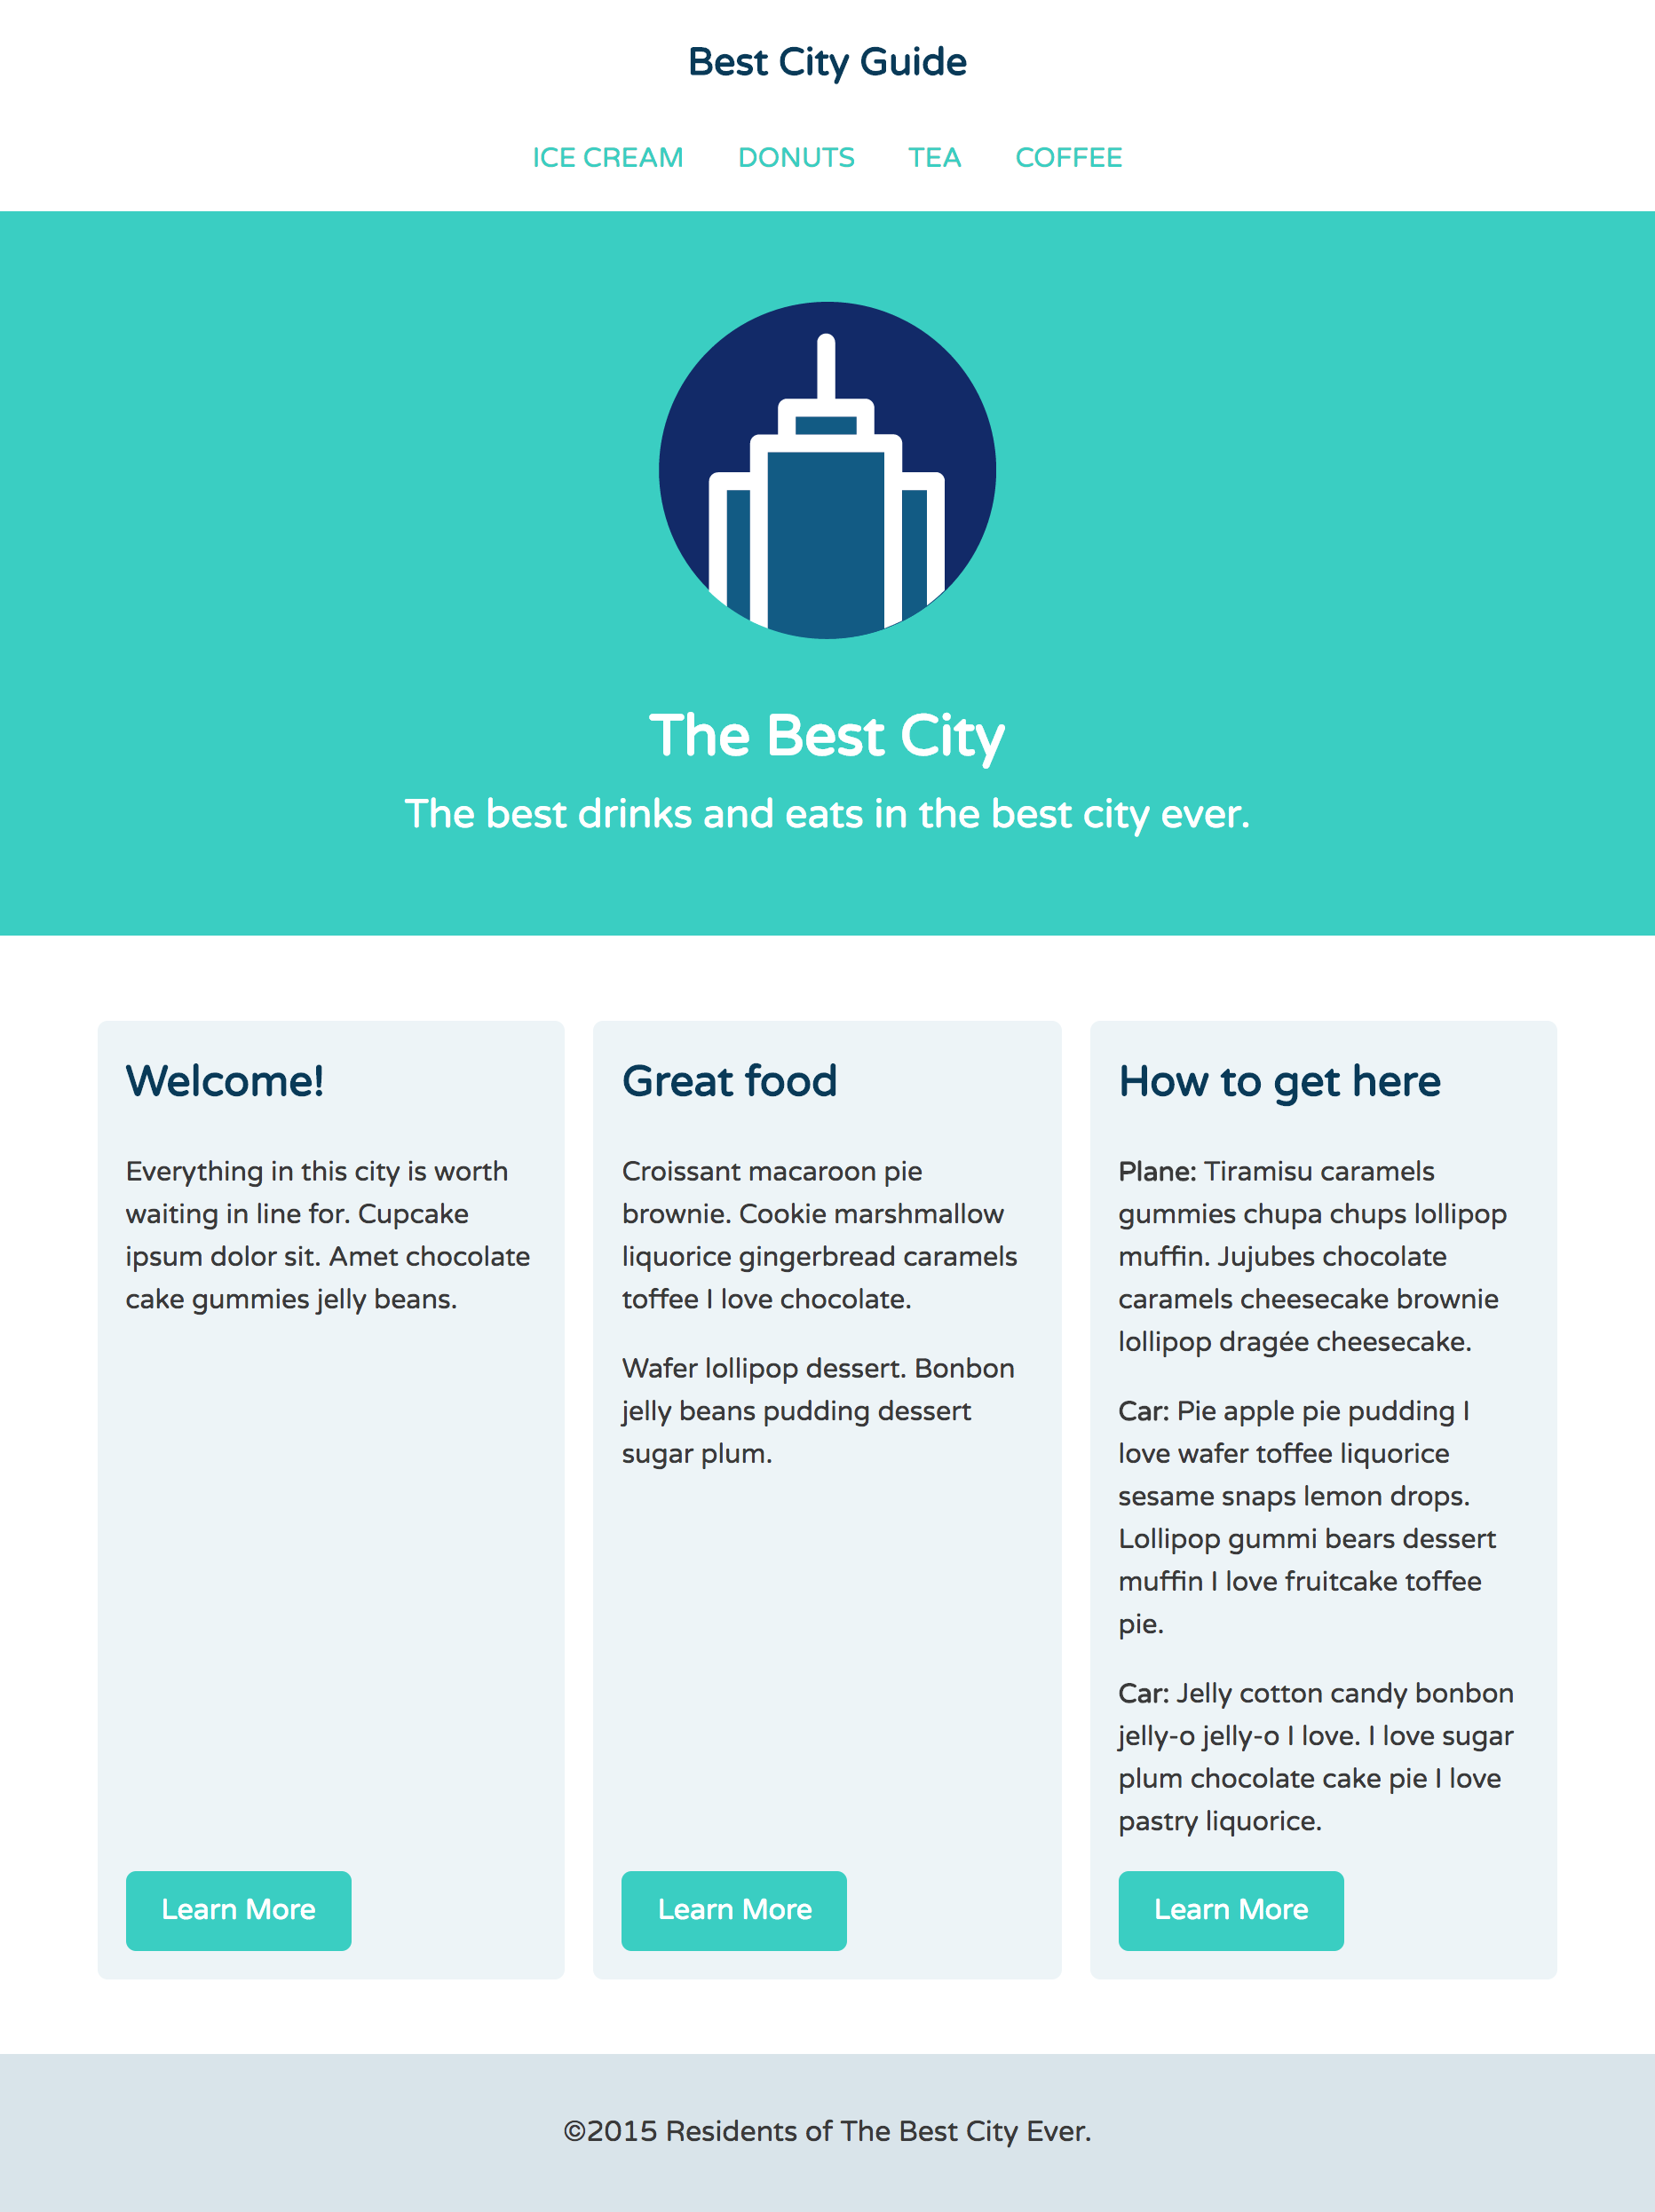 Best City Guide
ICE CREAM DONUTS TEA COFFEE
The Best City
The best drinks and eats in the best city ever.
Welcome!
Everything in this city is worth
waiting in line for. Cupcake
ipsum dolor sit. Amet chocolate
cake gummies jelly beans.
Learn More
Great food
Croissant macaroon pie
brownie. Cookie marshmallow
liquorice gingerbread caramels
toffee I love chocolate.
Wafer lollipop dessert. Bonbon
jelly beans pudding dessert
sugar plum.
Learn More
How to get here
Plane: Tiramisu caramels
gummies chupa chups lollipop
muffin. Jujubes chocolate
caramels cheesecake brownie
lollipop dragée cheesecake.
Car: Pie apple pie pudding I
love wafer toffee liquorice
sesame snaps lemon drops.
Lollipop gummi bears dessert
muffin I love fruitcake toffee
pie.
Car: Jelly cotton candy bonbon
jelly-o jelly-o I love. I love sugar
plum chocolate cake pie I love
pastry liquorice.
Learn More
©2015 Residents of The Best City Ever.